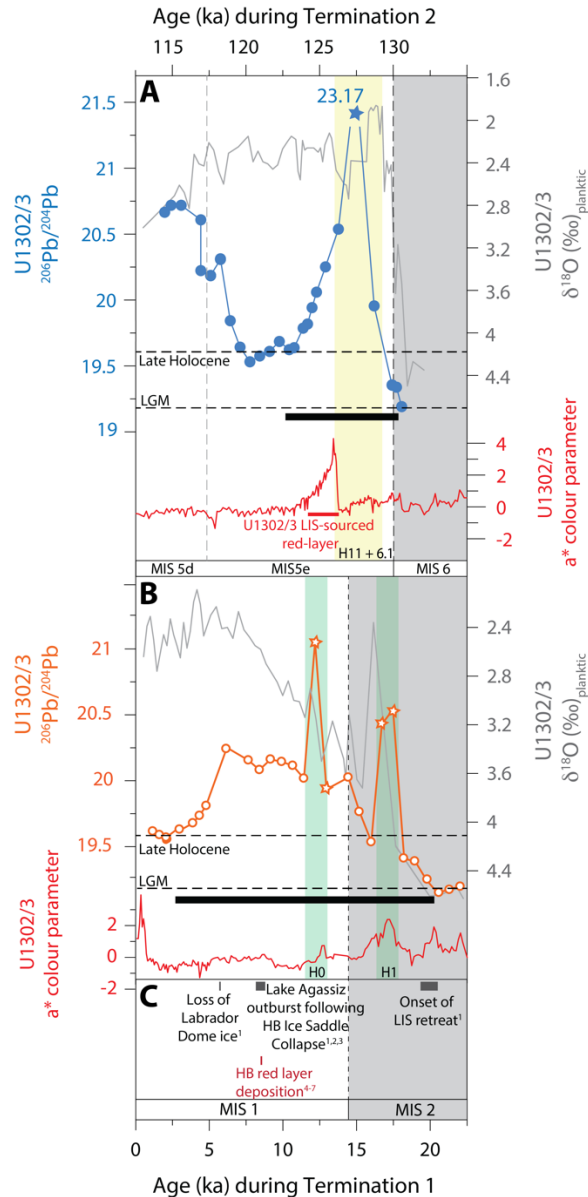 Age (ka) during Termination 2
115 120 125 130
A
23.17
21.5
21
20.5
20
19.5
19
U1302/3
²⁰⁶Pb/²⁰⁴Pb
1.6
2
2.4
2.8
3.2
3.6
4
4.4
U1302/3
δ¹⁸O (‰)planktic
Late Holocene
LGM
4
2
0
-2
U1302/3
a* colour parameter
U1302/3 LIS-sourced
red-layer
H11 + 6.1
MIS 5d MIS5e MIS 6
B
21
20.5
20
19.5
U1302/3
²⁰⁶Pb/²⁰⁴Pb
2.4
2.8
3.2
3.6
4
4.4
U1302/3
δ¹⁸O (‰)planktic
Late Holocene
LGM
2
0
-2
U1302/3
a* colour parameter
H0 H1
C
Loss of
Labrador
Dome ice¹
Lake Agassiz
outburst following
HB Ice Saddle
Collapse¹,²,³
HB red layer
deposition⁴⁻⁷
Onset of
LIS retreat¹
MIS 1 MIS 2
0 5 10 15 20
Age (ka) during Termination 1